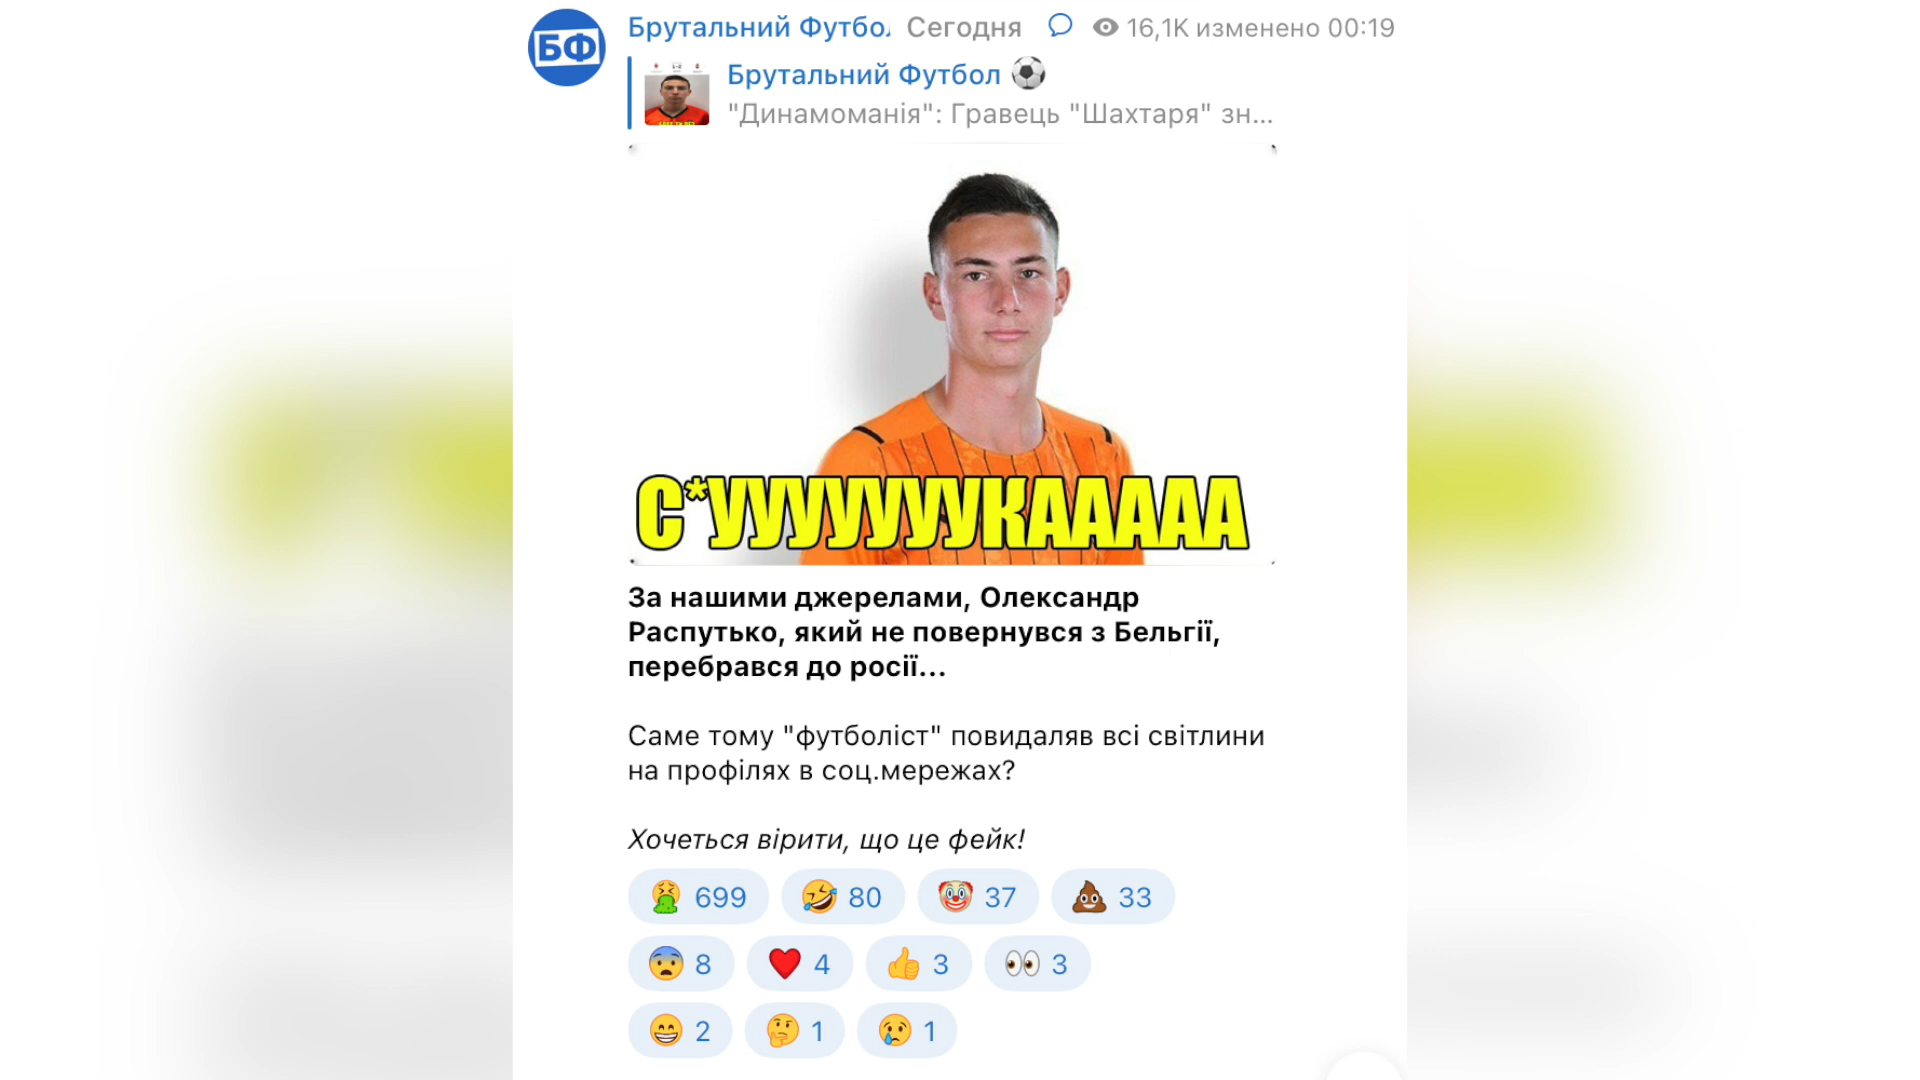 БФ
Брутальний Футбо Сегодня 16,1K изменено 00:19
Брутальний Футбол
"Динамоманія": Гравець "Шахтаря" зн...
С*УУУУУУУКААААА
За нашими джерелами, Олександр
Распутько, який не повернувся з Бельгії,
перебрався до росії...
Саме тому "футболіст" повидаляв всі світлини
на профілях в соц.мережах?
Хочеться вірити, що це фейк!
699 80 37 33
8 4 3 3
2 1 1